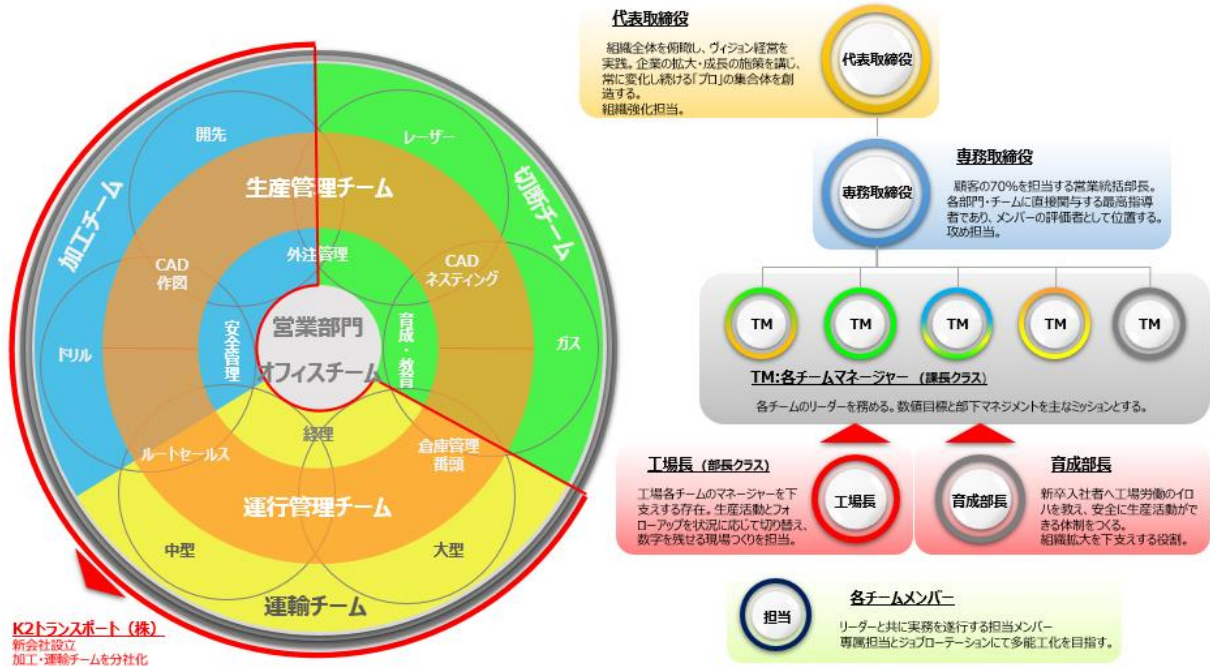 開先
レーザー
加工チーム
生産管理チーム
切断チーム
外注管理
CAD
作図
CAD
ネスティング
安全管理
営業部門
オフィスチーム
育成・教育
ドリル
ガス
経理
ルートセールス
倉庫管理
番頭
運行管理チーム
中型
大型
運輸チーム
K2トランスポート（株）
新会社設立
加工・運輸チームを分社化
代表取締役
組織全体を俯瞰し、ヴィジョン経営を
実践。企業の拡大・成長の施策を講じ、
常に変化し続ける「プロ」の集合体を創
造する。
組織強化担当。
代表取締役
専務取締役
専務取締役
顧客の70%を担当する営業統括部長。
各部門・チームに直接関与する最高指導
者であり、メンバーの評価者として位置する。
攻め担当。
TM
TM
TM
TM
TM
TM:各チームマネージャー （課長クラス）
各チームのリーダーを務める。数値目標と部下マネジメントを主なミッションとする。
工場長（部長クラス）
工場各チームのマネージャーを下
支えする存在。生産活動とフォ
ローアップを状況に応じて切り替え、
数字を残せる現場つくりを担当。
工場長
育成部長
育成部長
新卒入社者へ工場労働のイロ
ハを教え、安全に生産活動がで
きる体制をつくる。
組織拡大を下支えする役割。
担当
各チームメンバー
リーダーと共に実務を遂行する担当メンバー
専属担当とジョブローテーションにて多能工化を目指す。